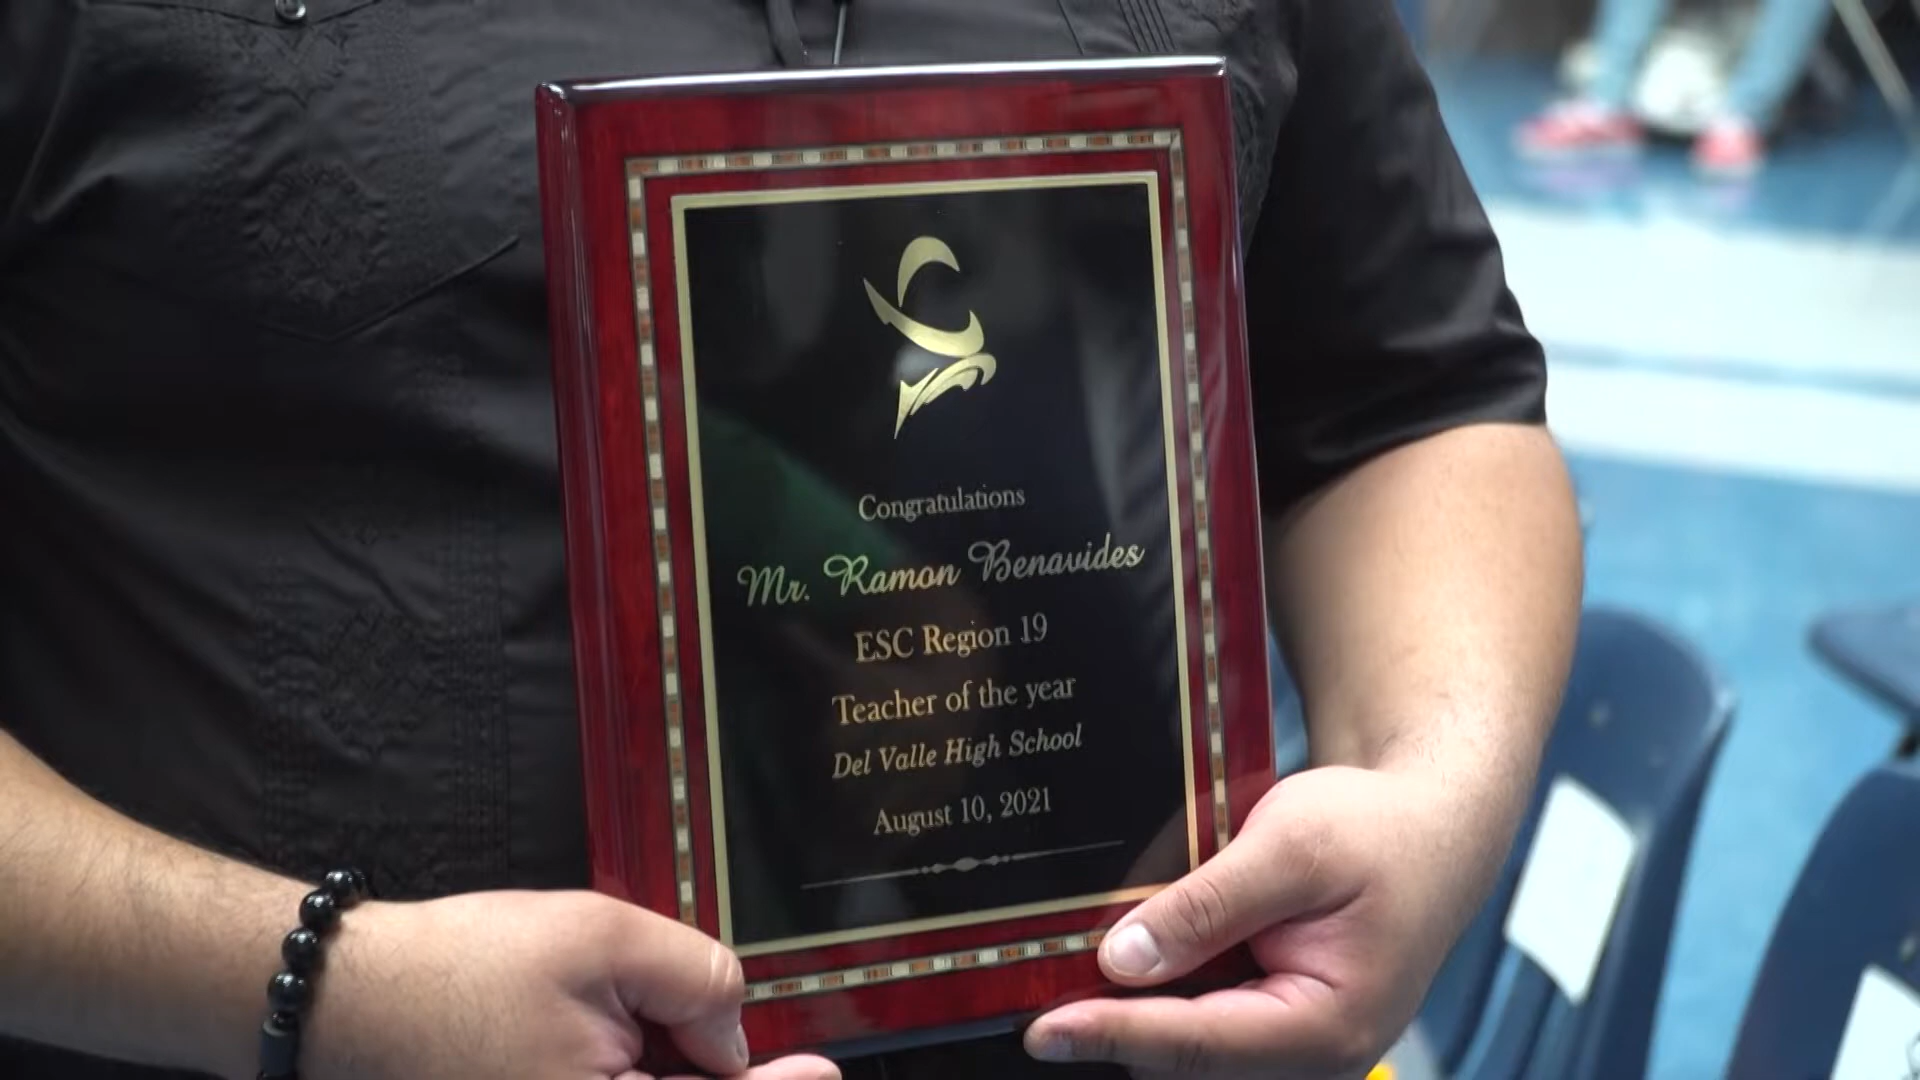 Congratulations
Mr. Ramon Benavides
ESC Region 19
Teacher of the year
Del Valle High School
August 10, 2021